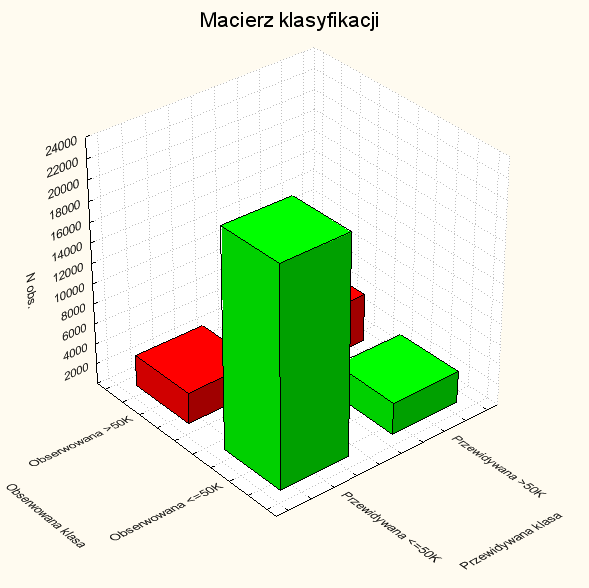 Macierz klasyfikacji
24000
22000
20000
18000
16000
14000
12000
10000
8000
6000
4000
2000
N obs.
Obserwowana >50K
Obserwowana <=50K
Obserwowana klasa
Przewidywana >50K
Przewidywana <=50K
Przewidywana klasa